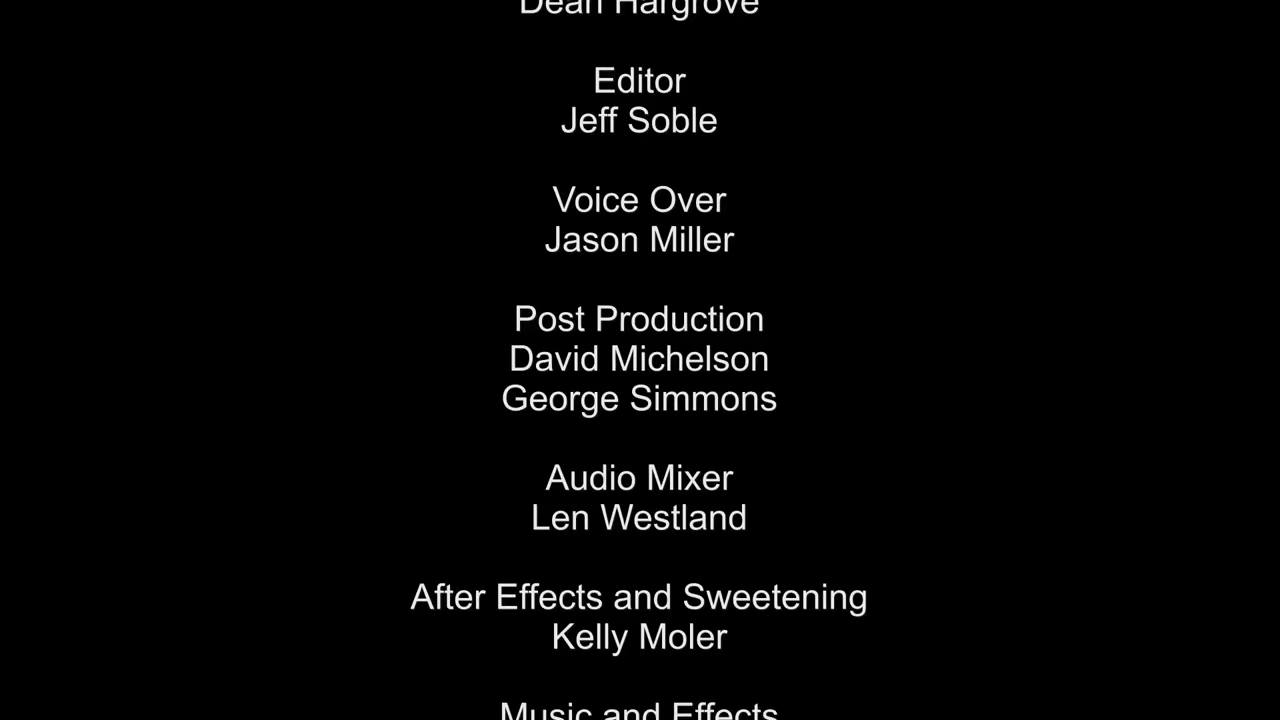 Dean Hargrove
Editor
Jeff Soble
Voice Over
Jason Miller
Post Production
David Michelson
George Simmons
Audio Mixer
Len Westland
After Effects and Sweetening
Kelly Moler
Music and Effects